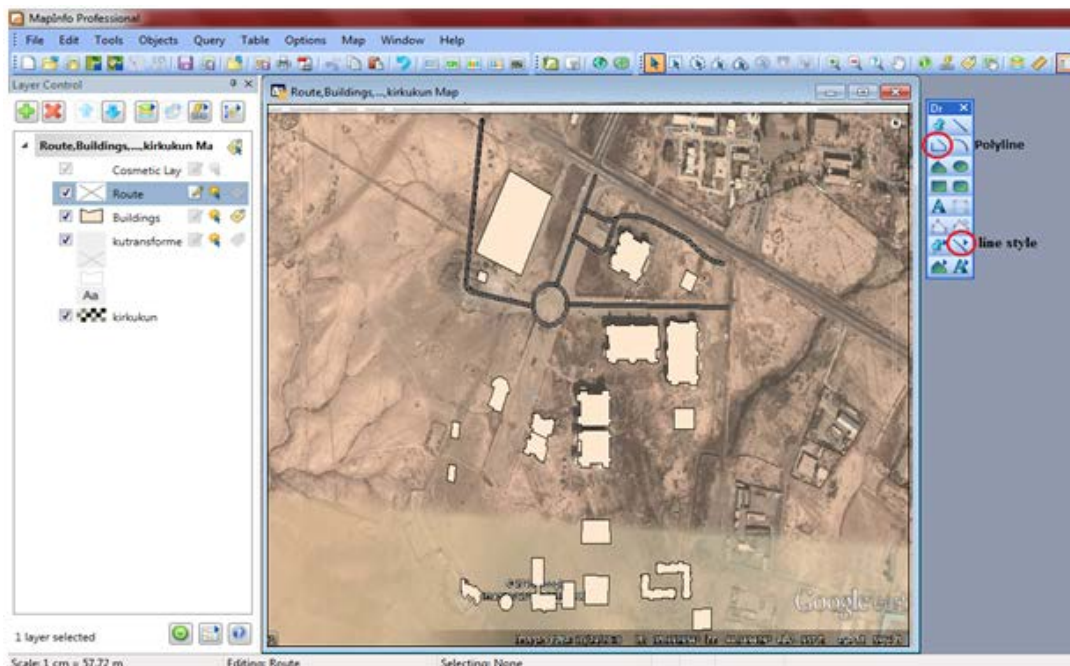 MapInfo Professional
File Edit Tools Objects Query Table Options Map Window Help
Layer Control
Route,Buildings,...,kirkukun Map
Dr
Route,Buildings,...,kirkukun Ma
Polyline
Cosmetic Lay
Route
Buildings
kutransforme
line style
Aa
kirkukun
Google
1 layer selected
Scale: 1 cm = 57.72 m
Editing: Route
Selecting: None